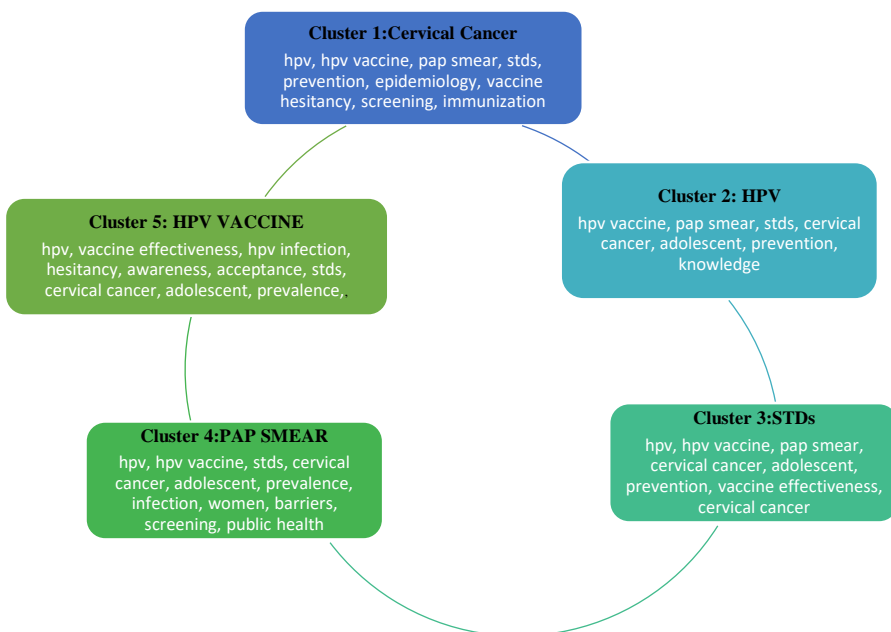 Cluster 1:Cervical Cancer
hpv, hpv vaccine, pap smear, stds,
prevention, epidemiology, vaccine
hesitancy, screening, immunization
Cluster 2: HPV
hpv vaccine, pap smear, stds, cervical
cancer, adolescent, prevention,
knowledge
Cluster 3:STDs
hpv, hpv vaccine, pap smear,
cervical cancer, adolescent,
prevention, vaccine effectiveness,
cervical cancer
Cluster 4:PAP SMEAR
hpv, hpv vaccine, stds, cervical
cancer, adolescent, prevalence,
infection, women, barriers,
screening, public health
Cluster 5: HPV VACCINE
hpv, vaccine effectiveness, hpv infection,
hesitancy, awareness, acceptance, stds,
cervical cancer, adolescent, prevalence,.